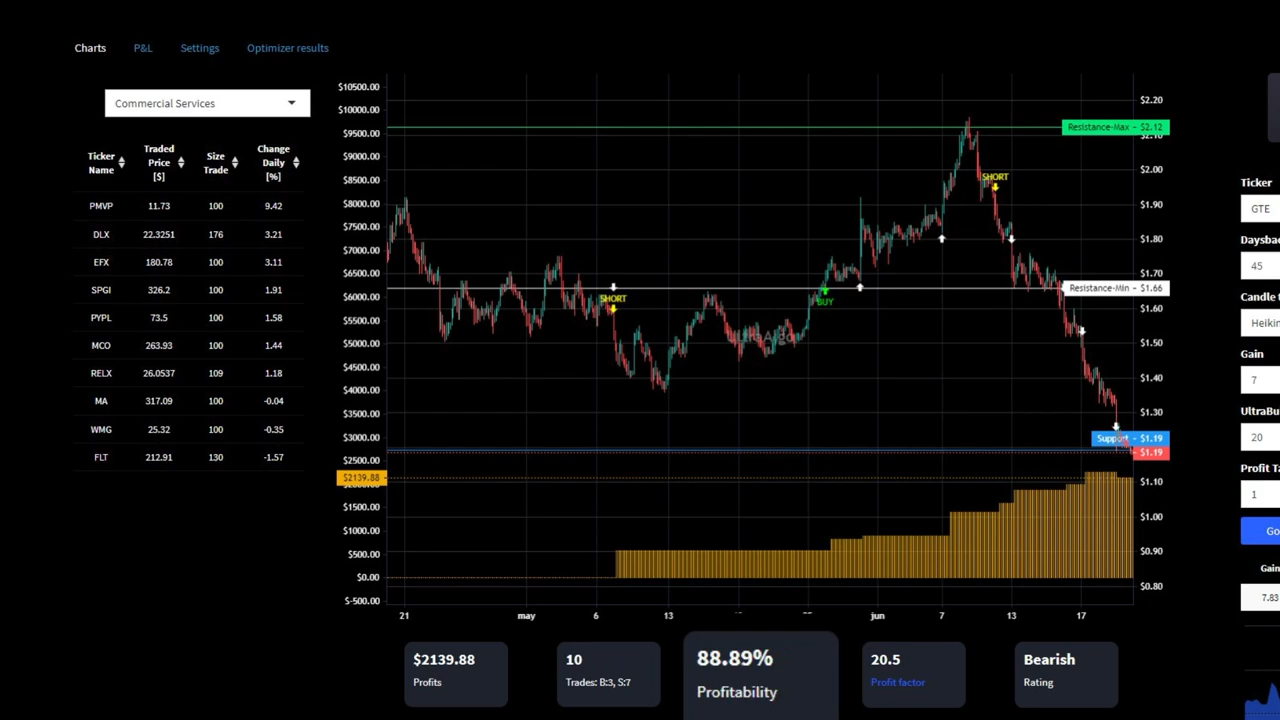 Charts P&L Settings Optimizer results
Commercial Services
Ticker Name Traded Price [$] Size Trade Change Daily [%]
PMVP 11.73 100 9.42
DLX 22.3251 176 3.21
EFX 180.78 100 3.11
SPGI 326.2 100 1.91
PYPL 73.5 100 1.58
MCO 263.93 100 1.44
RELX 26.0537 109 1.18
MA 317.09 100 -0.04
WMG 25.32 100 -0.35
FLT 212.91 130 -1.57
$10500.00
$10000.00
$9500.00
$9000.00
$8500.00
$8000.00
$7500.00
$7000.00
$6500.00
$6000.00
$5500.00
$5000.00
$4500.00
$4000.00
$3500.00
$3000.00
$2500.00
$2139.88
$1500.00
$1000.00
$500.00
$0.00
$-500.00
SHORT
BUY
SHORT
UltraAlgo
$2.20
Resistance-Max - $2.12
$2.10
$2.00
$1.90
$1.80
$1.70
Resistance-Min - $1.66
$1.60
$1.50
$1.40
$1.30
Support - $1.19
$1.19
$1.10
$1.00
$0.90
$0.80
21 may 6 13 jun 7 13 17
$2139.88
Profits
10
Trades: B:3, S:7
88.89%
Profitability
20.5
Profit factor
Bearish
Rating
Ticker
GTE
Daysba
45
Candle t
Heikin
Gain
7
UltraBu
20
Profit Ta
1
Go
Gain
7.83